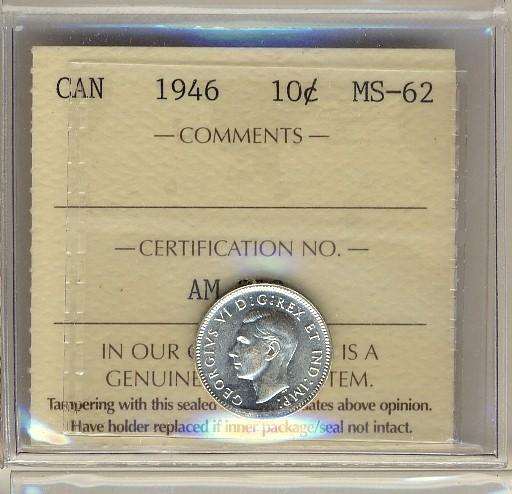 CAN 1946 10¢ MS-62
— COMMENTS —
— CERTIFICATION NO. —
AM
IN OUR IS A
GENUINE TEM.
Tampering with this sealed ates above opinion.
Have holder replaced if inner package/seal not intact.
GEORGIVS VI D:G:REX ET IND:IMP: